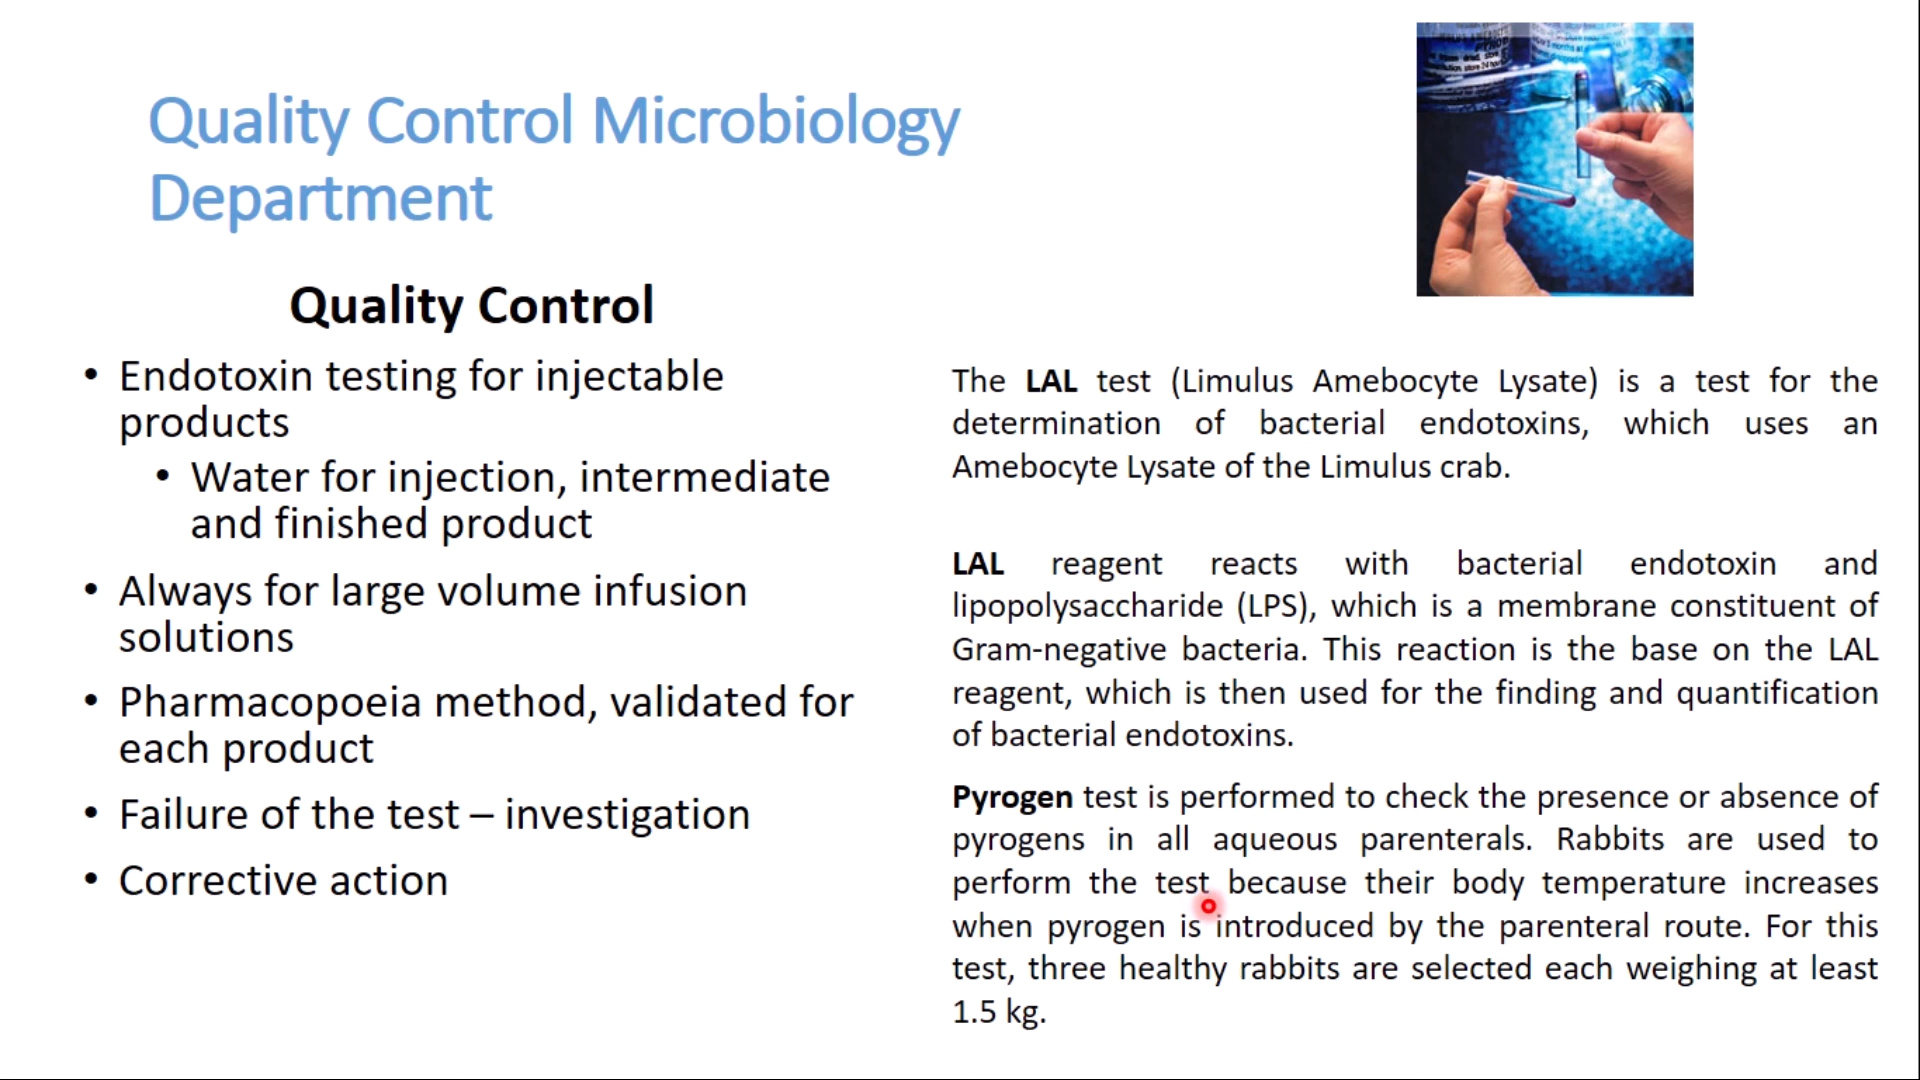 Quality Control Microbiology
Department
Quality Control
• Endotoxin testing for injectable
products
• Water for injection, intermediate
and finished product
• Always for large volume infusion
solutions
• Pharmacopoeia method, validated for
each product
• Failure of the test – investigation
• Corrective action
The LAL test (Limulus Amebocyte Lysate) is a test for the
determination of bacterial endotoxins, which uses an
Amebocyte Lysate of the Limulus crab.
LAL reagent reacts with bacterial endotoxin and
lipopolysaccharide (LPS), which is a membrane constituent of
Gram-negative bacteria. This reaction is the base on the LAL
reagent, which is then used for the finding and quantification
of bacterial endotoxins.
Pyrogen test is performed to check the presence or absence of
pyrogens in all aqueous parenterals. Rabbits are used to
perform the test because their body temperature increases
when pyrogen is introduced by the parenteral route. For this
test, three healthy rabbits are selected each weighing at least
1.5 kg.